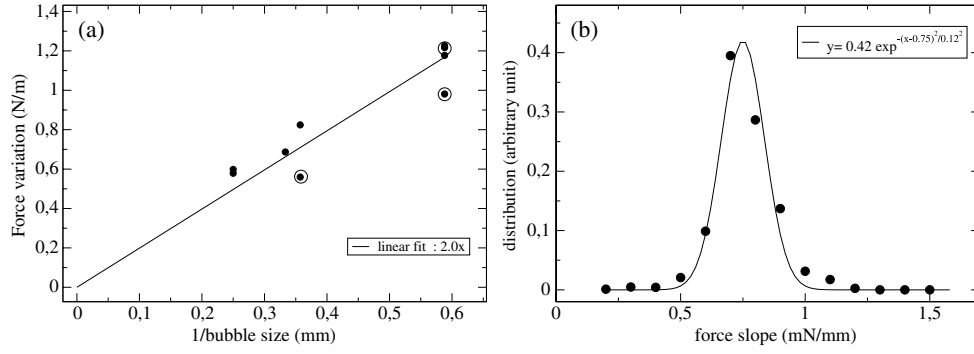 (a)
Force variation (N/m)
1,4
1,2
1
0,8
0,6
0,4
0,2
0
linear fit : 2.0x
0 0,1 0,2 0,3 0,4 0,5 0,6
1/bubble size (mm)
(b)
distribution (arbitrary unit)
0,4
0,3
0,2
0,1
0
y= 0.42 exp-(x-0.75)²/0.12²
0,5 1 1,5
force slope (mN/mm)